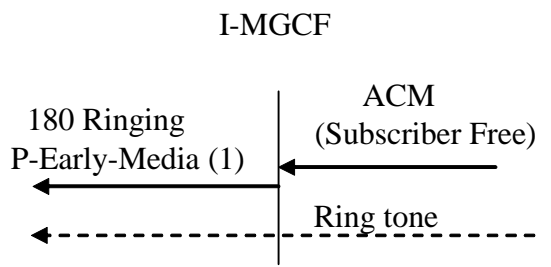 I-MGCF
ACM
(Subscriber Free)
180 Ringing
P-Early-Media (1)
Ring tone